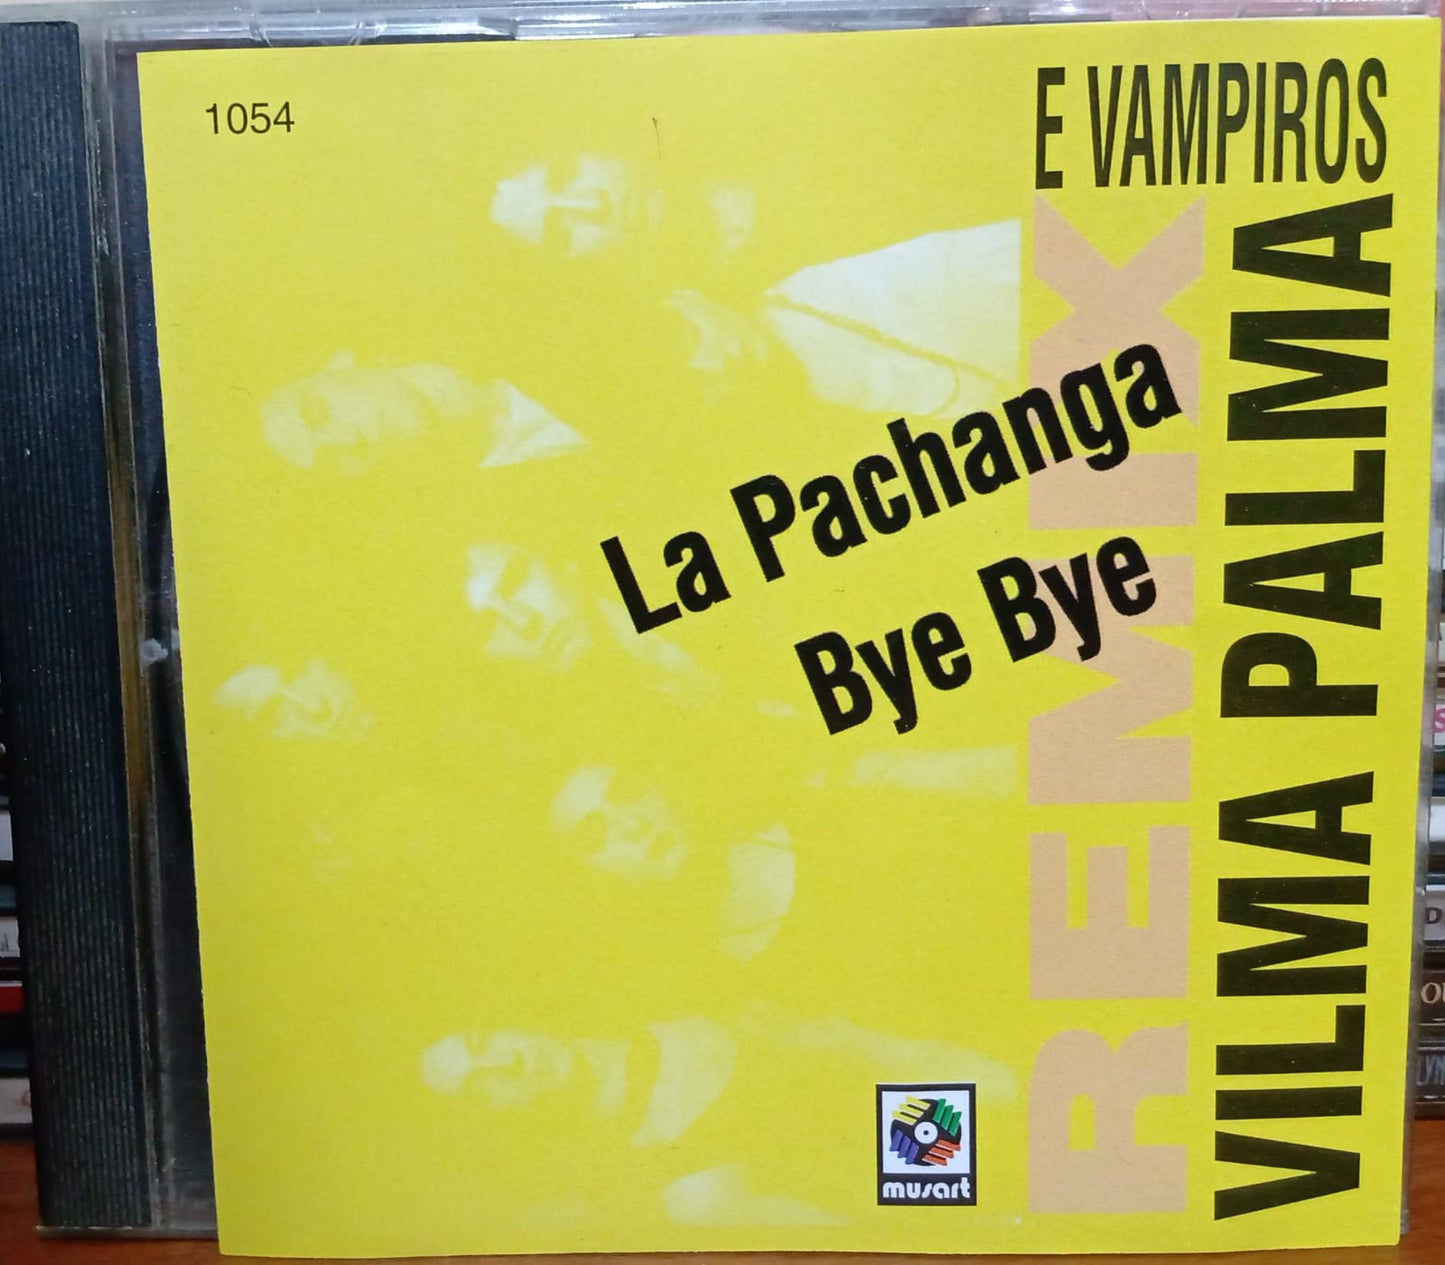 1054
E VAMPIROS
VILMA PALMA
REMIX
La Pachanga
Bye Bye
musart